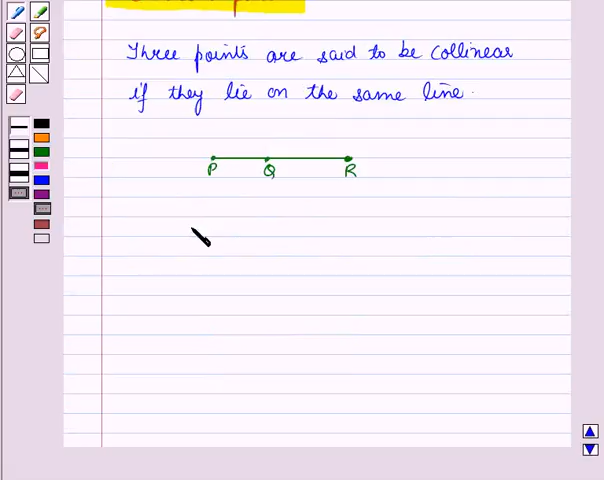 Three points are said to be collinear
if they lie on the same line.
P Q R